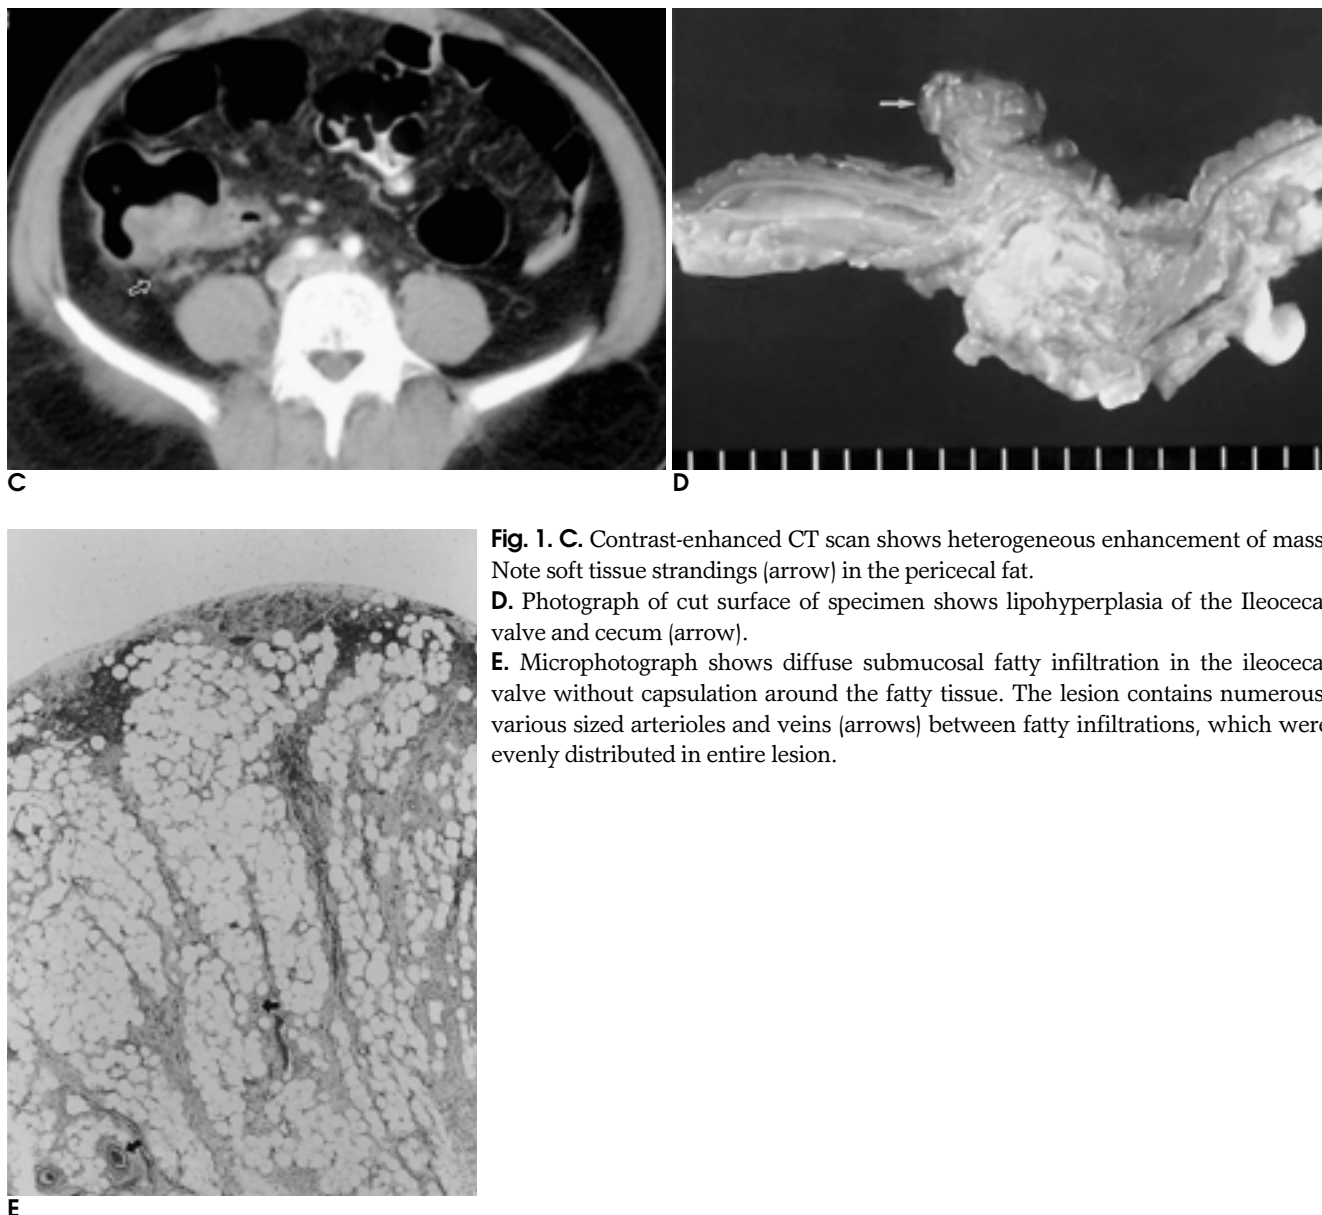 C
D
Fig. 1. C. Contrast-enhanced CT scan shows heterogeneous enhancement of mass
Note soft tissue strandings (arrow) in the pericecal fat.
D. Photograph of cut surface of specimen shows lipohyperplasia of the Ileoceca
valve and cecum (arrow).
E. Microphotograph shows diffuse submucosal fatty infiltration in the ileoceca
valve without capsulation around the fatty tissue. The lesion contains numerous
various sized arterioles and veins (arrows) between fatty infiltrations, which were
evenly distributed in entire lesion.
E